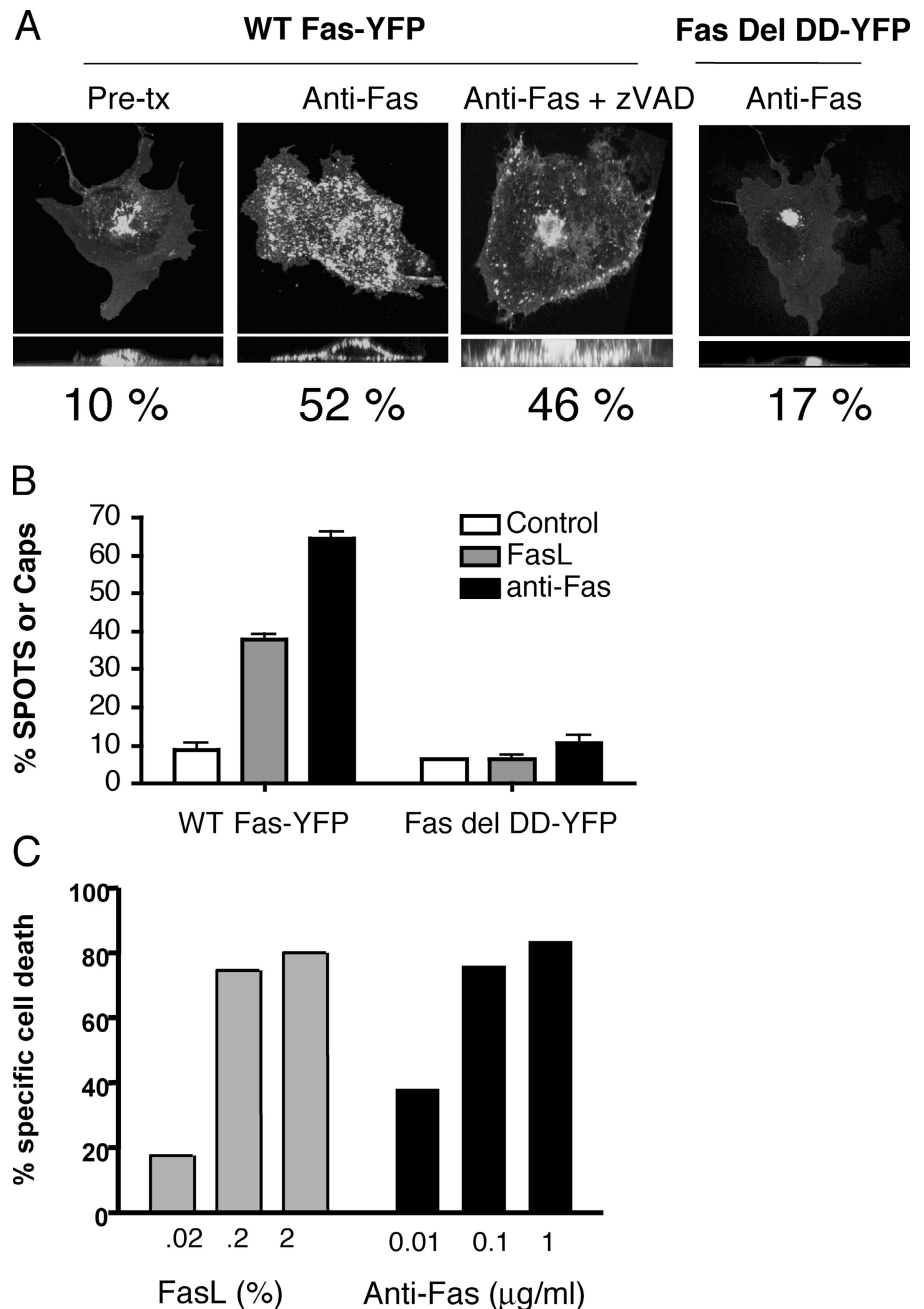 A
WT Fas-YFP
Fas Del DD-YFP
Pre-tx
Anti-Fas
Anti-Fas + zVAD
Anti-Fas
10 %
52 %
46 %
17 %
B
% SPOTS or Caps
70
60
50
40
30
20
10
0
Control
FasL
anti-Fas
WT Fas-YFP
Fas del DD-YFP
C
% specific cell death
100
80
60
40
20
0
.02
.2
2
0.01
0.1
1
FasL (%)
Anti-Fas (μg/ml)